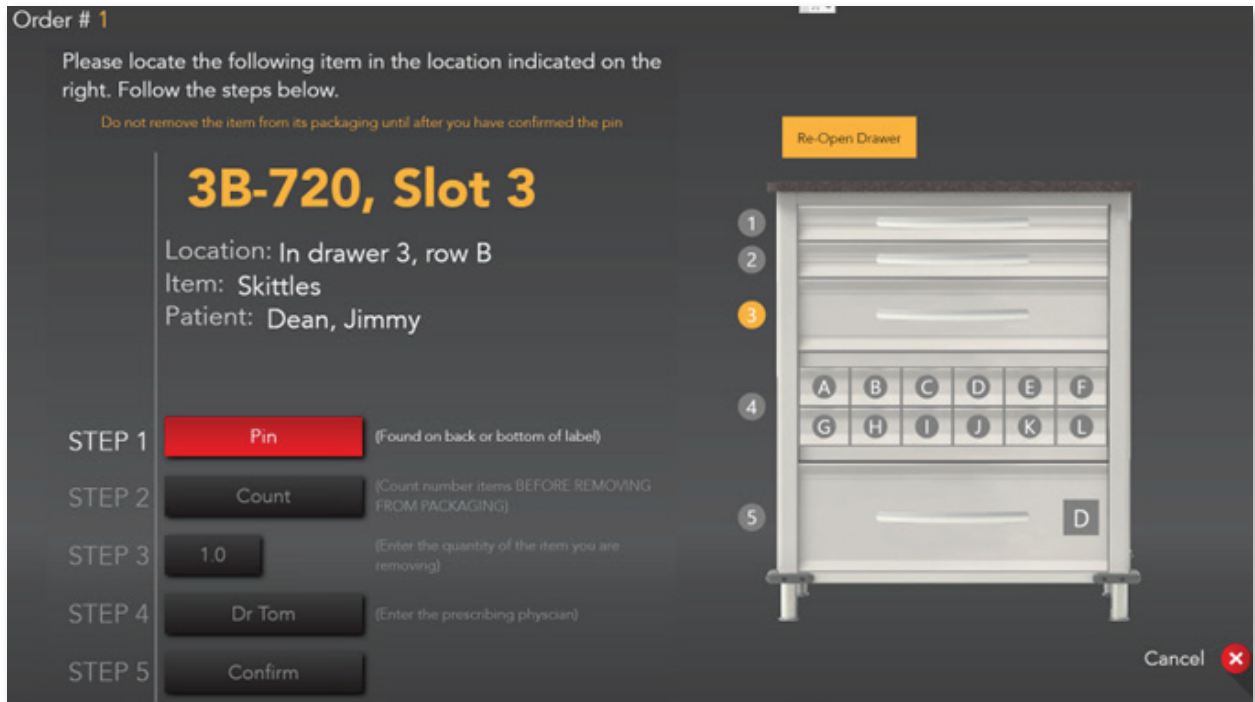 Order # 1
Please locate the following item in the location indicated on the
right. Follow the steps below.
Do not remove the item from its packaging until after you have confirmed the pin
3B-720, Slot 3
Location: In drawer 3, row B
Item: Skittles
Patient: Dean, Jimmy
STEP 1 Pin (Found on back or bottom of label)
STEP 2 Count (Count number items BEFORE REMOVING
FROM PACKAGING)
STEP 3 1.0 (Enter the quantity of the item you are
removing)
STEP 4 Dr Tom (Enter the prescribing physcian)
STEP 5 Confirm
Re-Open Drawer
1
2
3
4
A B C D E F
G H I J K L
5 D
Cancel